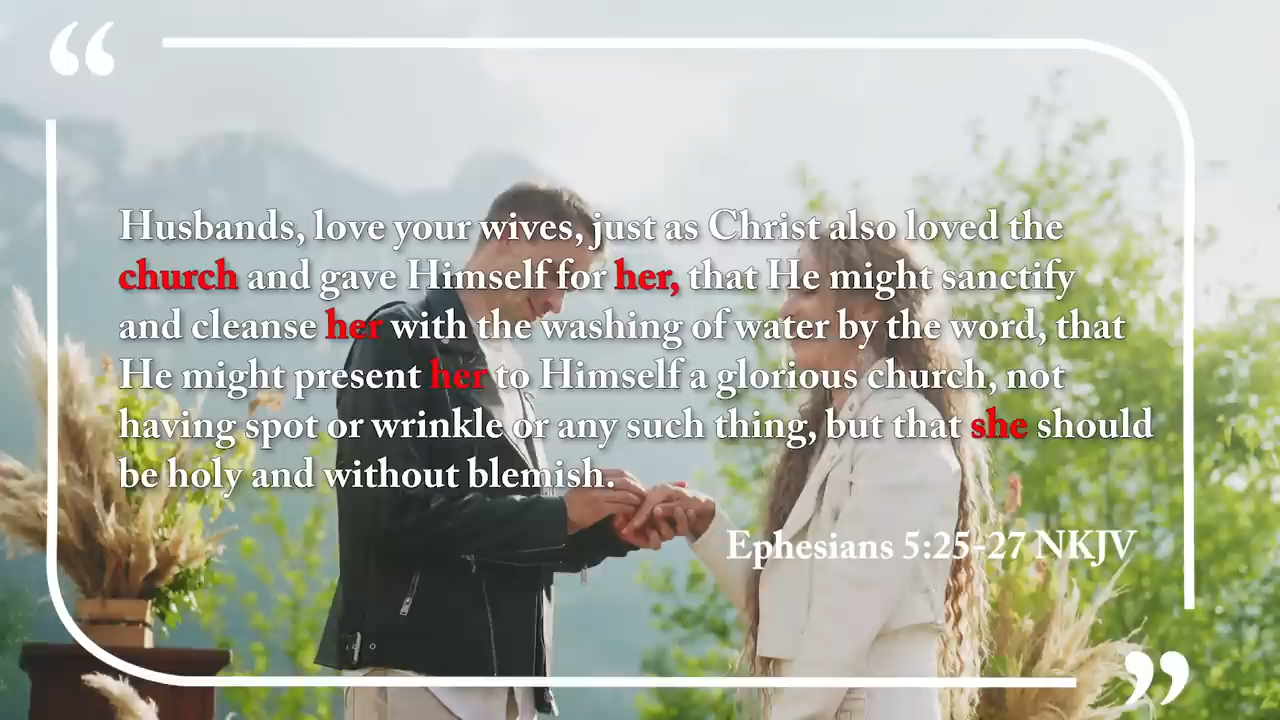 Husbands, love your wives, just as Christ also loved the
church and gave Himself for her, that He might sanctify
and cleanse her with the washing of water by the word, that
He might present her to Himself a glorious church, not
having spot or wrinkle or any such thing, but that she should
be holy and without blemish.
Ephesians 5:25-27 NKJV